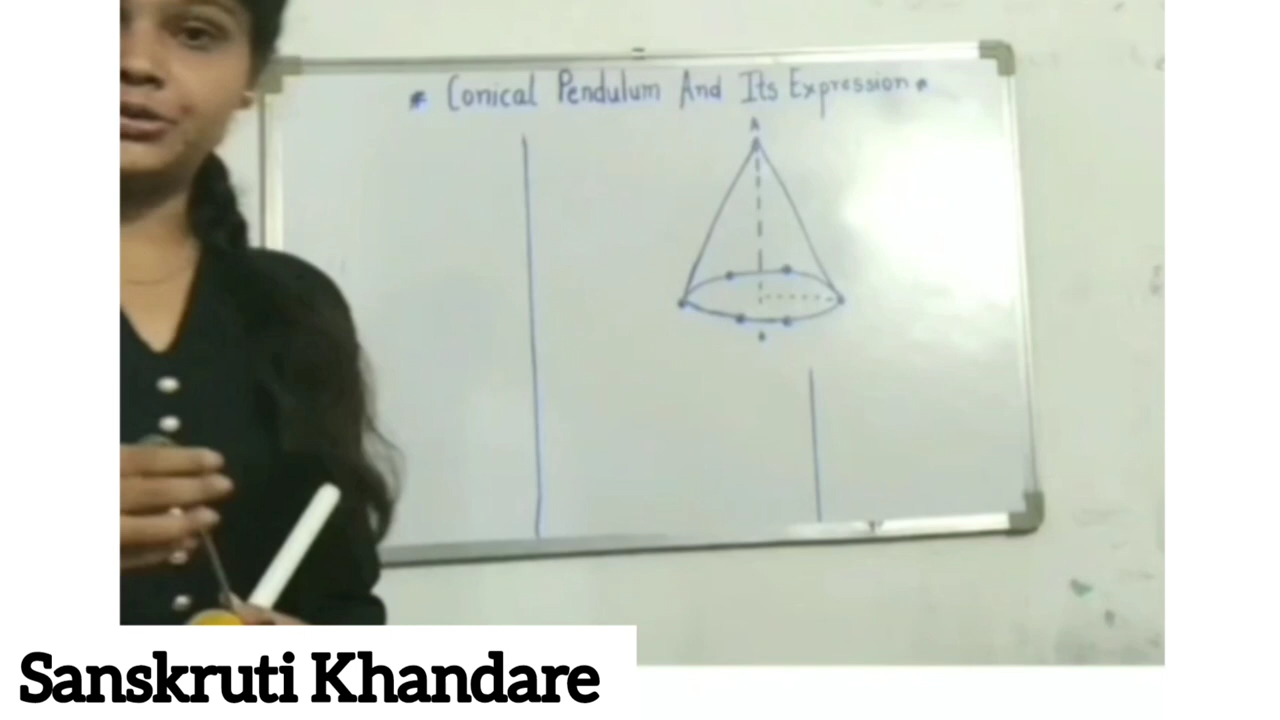 * Conical Pendulum And Its Expression *
A
Sanskruti Khandare